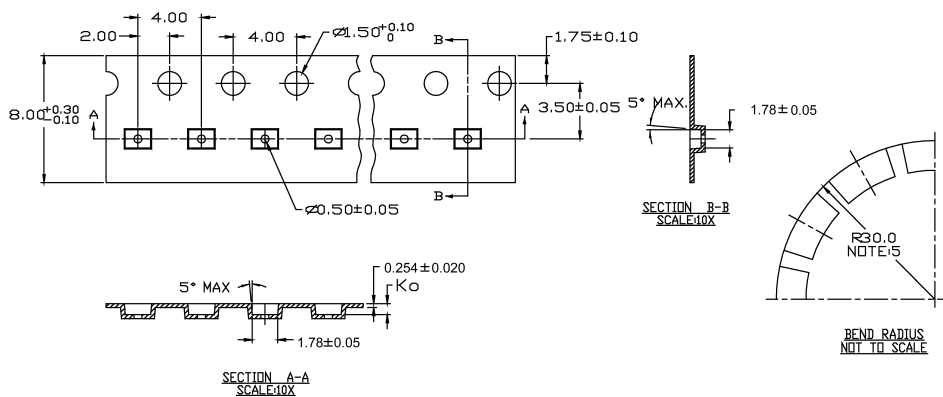 4.00
2.00
4.00
⌀1.50+0.10 0
B
1.75±0.10
8.00+0.30 -0.10
A
A
3.50±0.05
5° MAX.
1.78±0.05
B
⌀0.50±0.05
SECTION B-B
SCALE:10X
R30.0
NOTE:5
0.254±0.020
5° MAX
Ko
1.78±0.05
BEND RADIUS
NOT TO SCALE
SECTION A-A
SCALE:10X